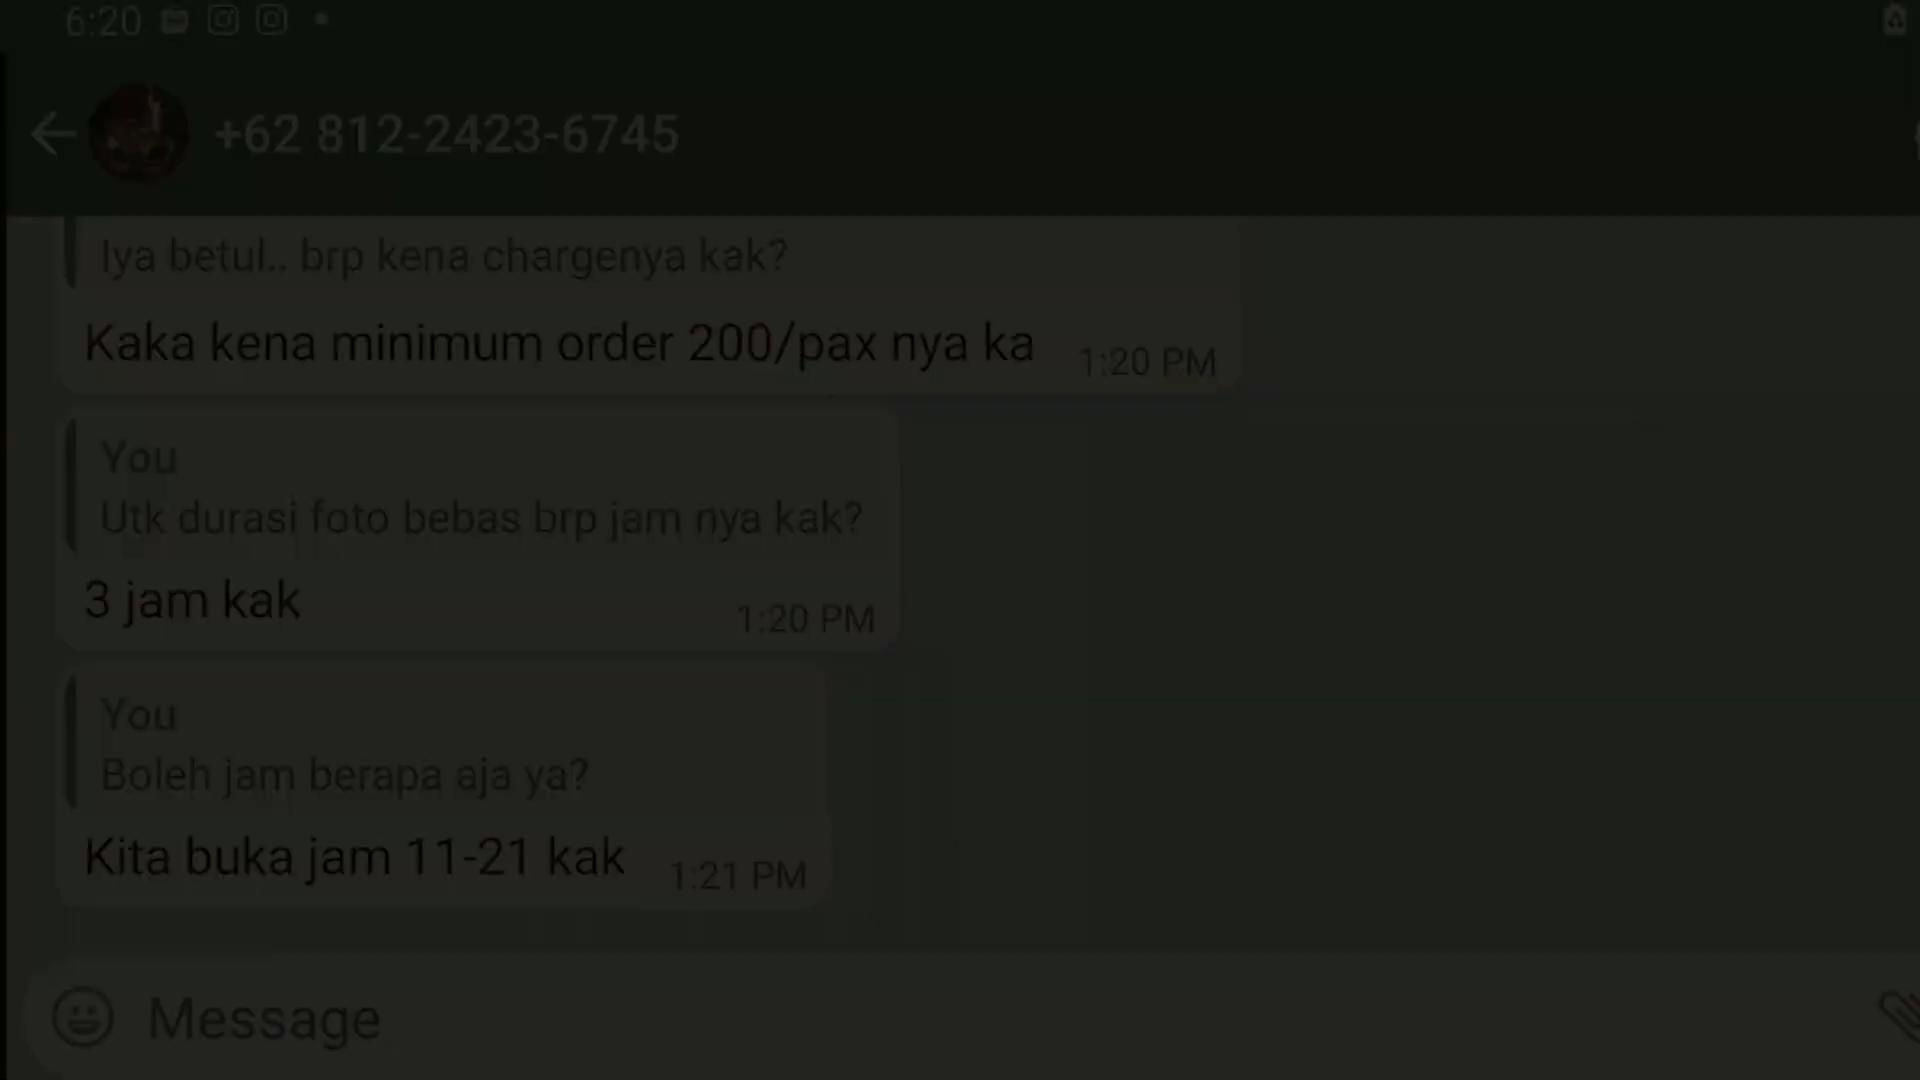 6:20
+62 812-2423-6745
Iya betul.. brp kena chargenya kak?
Kaka kena minimum order 200/pax nya ka
1:20 PM
You
Utk durasi foto bebas brp jam nya kak?
3 jam kak
1:20 PM
You
Boleh jam berapa aja ya?
Kita buka jam 11-21 kak
1:21 PM
Message